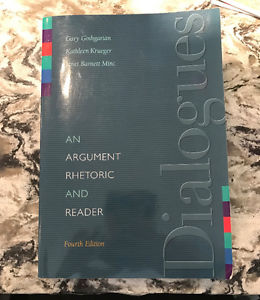 Gary Goshgarian
Kathleen Krueger
Janet Barnett Minc
AN
ARGUMENT
RHETORIC
AND
READER
Fourth Edition
Dialogues